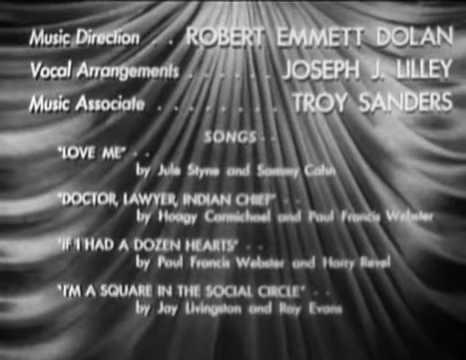 Music Direction . . ROBERT EMMETT DOLAN
Vocal Arrangements . . . . . . JOSEPH J. LILLEY
Music Associate . . . . . . . . TROY SANDERS
SONGS - -
"LOVE ME" - -
by Jule Styne and Sammy Cahn
"DOCTOR, LAWYER, INDIAN CHIEF" - -
by Hoagy Carmichael and Paul Francis Webster
"IF I HAD A DOZEN HEARTS" - -
by Paul Francis Webster and Harry Revel
"I'M A SQUARE IN THE SOCIAL CIRCLE" - -
by Jay Livingston and Ray Evans